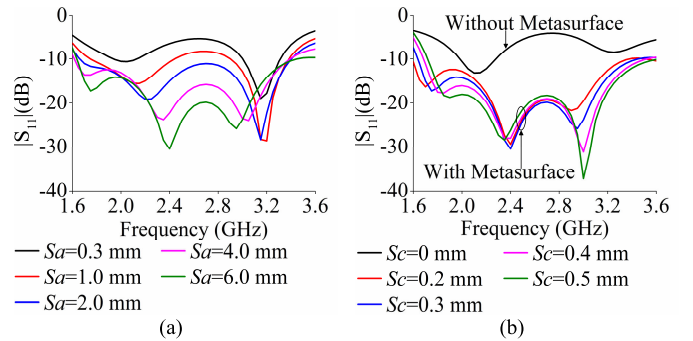 (a)
(b)
0
-10
-20
-30
-40
|S11|(dB)
1.6 2.0 2.4 2.8 3.2 3.6
Frequency (GHz)
Sa=0.3 mm
Sa=1.0 mm
Sa=2.0 mm
Sa=4.0 mm
Sa=6.0 mm
(a)
0
-10
-20
-30
40
|S11|(dB)
Without Metasurface
With Metasurface
1.6 2.0 2.4 2.8 3.2 3.6
Frequency (GHz)
Sc=0 mm
Sc=0.2 mm
Sc=0.3 mm
Sc=0.4 mm
Sc=0.5 mm
(b)